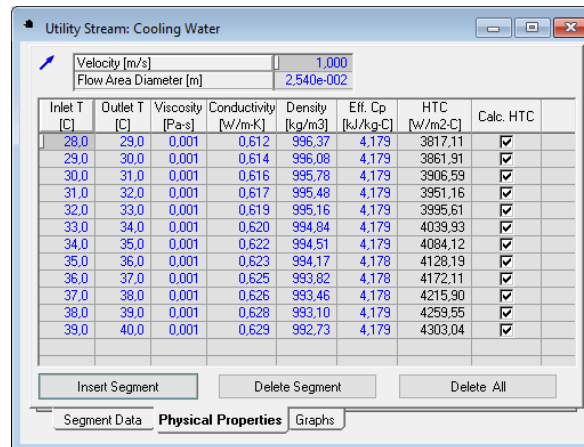 Utility Stream: Cooling Water
Velocity [m/s] 1,000
Flow Area Diameter [m] 2,540e-002
Inlet T [C] Outlet T [C] Viscosity [Pa-s] Conductivity [W/m-K] Density [kg/m3] Eff. Cp [kJ/kg-C] HTC [W/m2-C] Calc. HTC
28,0 29,0 0,001 0,612 996,37 4,179 3817,11
29,0 30,0 0,001 0,614 996,08 4,179 3861,91
30,0 31,0 0,001 0,616 995,78 4,179 3906,59
31,0 32,0 0,001 0,617 995,48 4,179 3951,16
32,0 33,0 0,001 0,619 995,16 4,179 3995,61
33,0 34,0 0,001 0,620 994,84 4,179 4039,93
34,0 35,0 0,001 0,622 994,51 4,179 4084,12
35,0 36,0 0,001 0,623 994,17 4,178 4128,19
36,0 37,0 0,001 0,625 993,82 4,178 4172,11
37,0 38,0 0,001 0,626 993,46 4,178 4215,90
38,0 39,0 0,001 0,628 993,10 4,179 4259,55
39,0 40,0 0,001 0,629 992,73 4,179 4303,04
Insert Segment Delete Segment Delete All
Segment Data Physical Properties Graphs